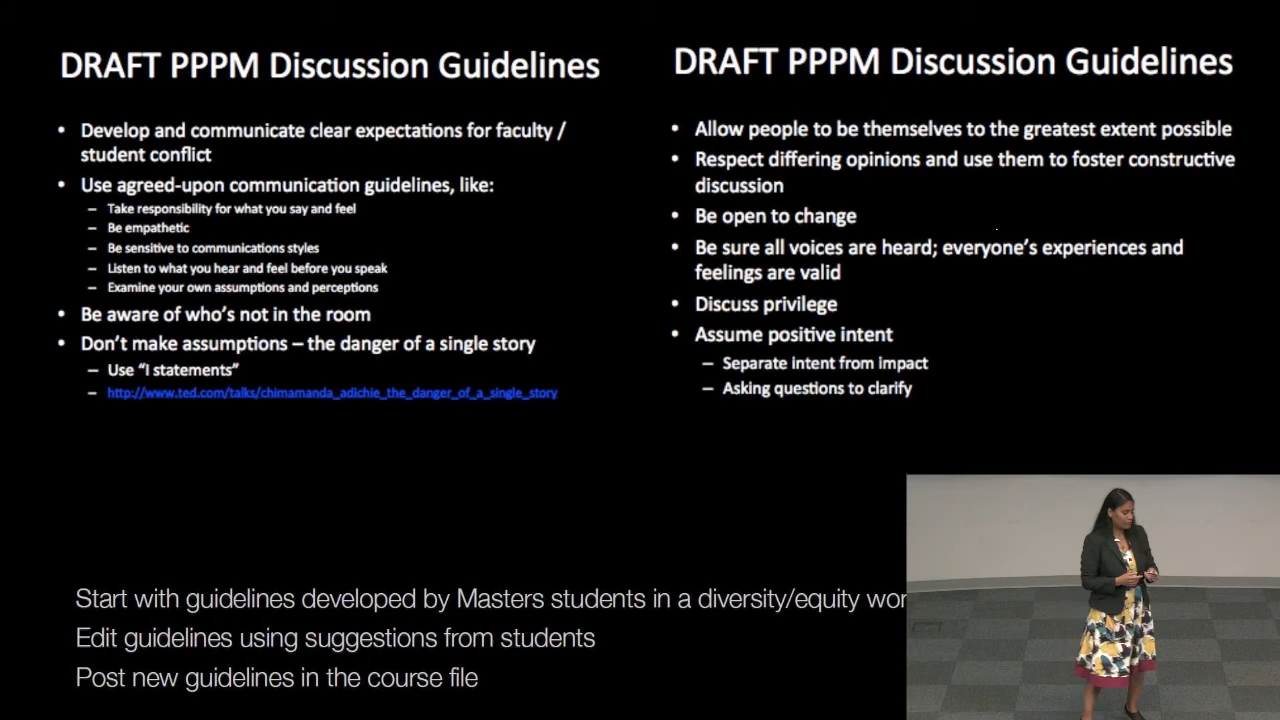 DRAFT PPPM Discussion Guidelines
• Develop and communicate clear expectations for faculty /
student conflict
• Use agreed-upon communication guidelines, like:
– Take responsibility for what you say and feel
– Be empathetic
– Be sensitive to communications styles
– Listen to what you hear and feel before you speak
– Examine your own assumptions and perceptions
• Be aware of who's not in the room
• Don't make assumptions – the danger of a single story
– Use "I statements"
– http://www.ted.com/talks/chimamanda_adichie_the_danger_of_a_single_story
DRAFT PPPM Discussion Guidelines
• Allow people to be themselves to the greatest extent possible
• Respect differing opinions and use them to foster constructive
discussion
• Be open to change
• Be sure all voices are heard; everyone's experiences and
feelings are valid
• Discuss privilege
• Assume positive intent
– Separate intent from impact
– Asking questions to clarify
Start with guidelines developed by Masters students in a diversity/equity
Edit guidelines using suggestions from students
Post new guidelines in the course file